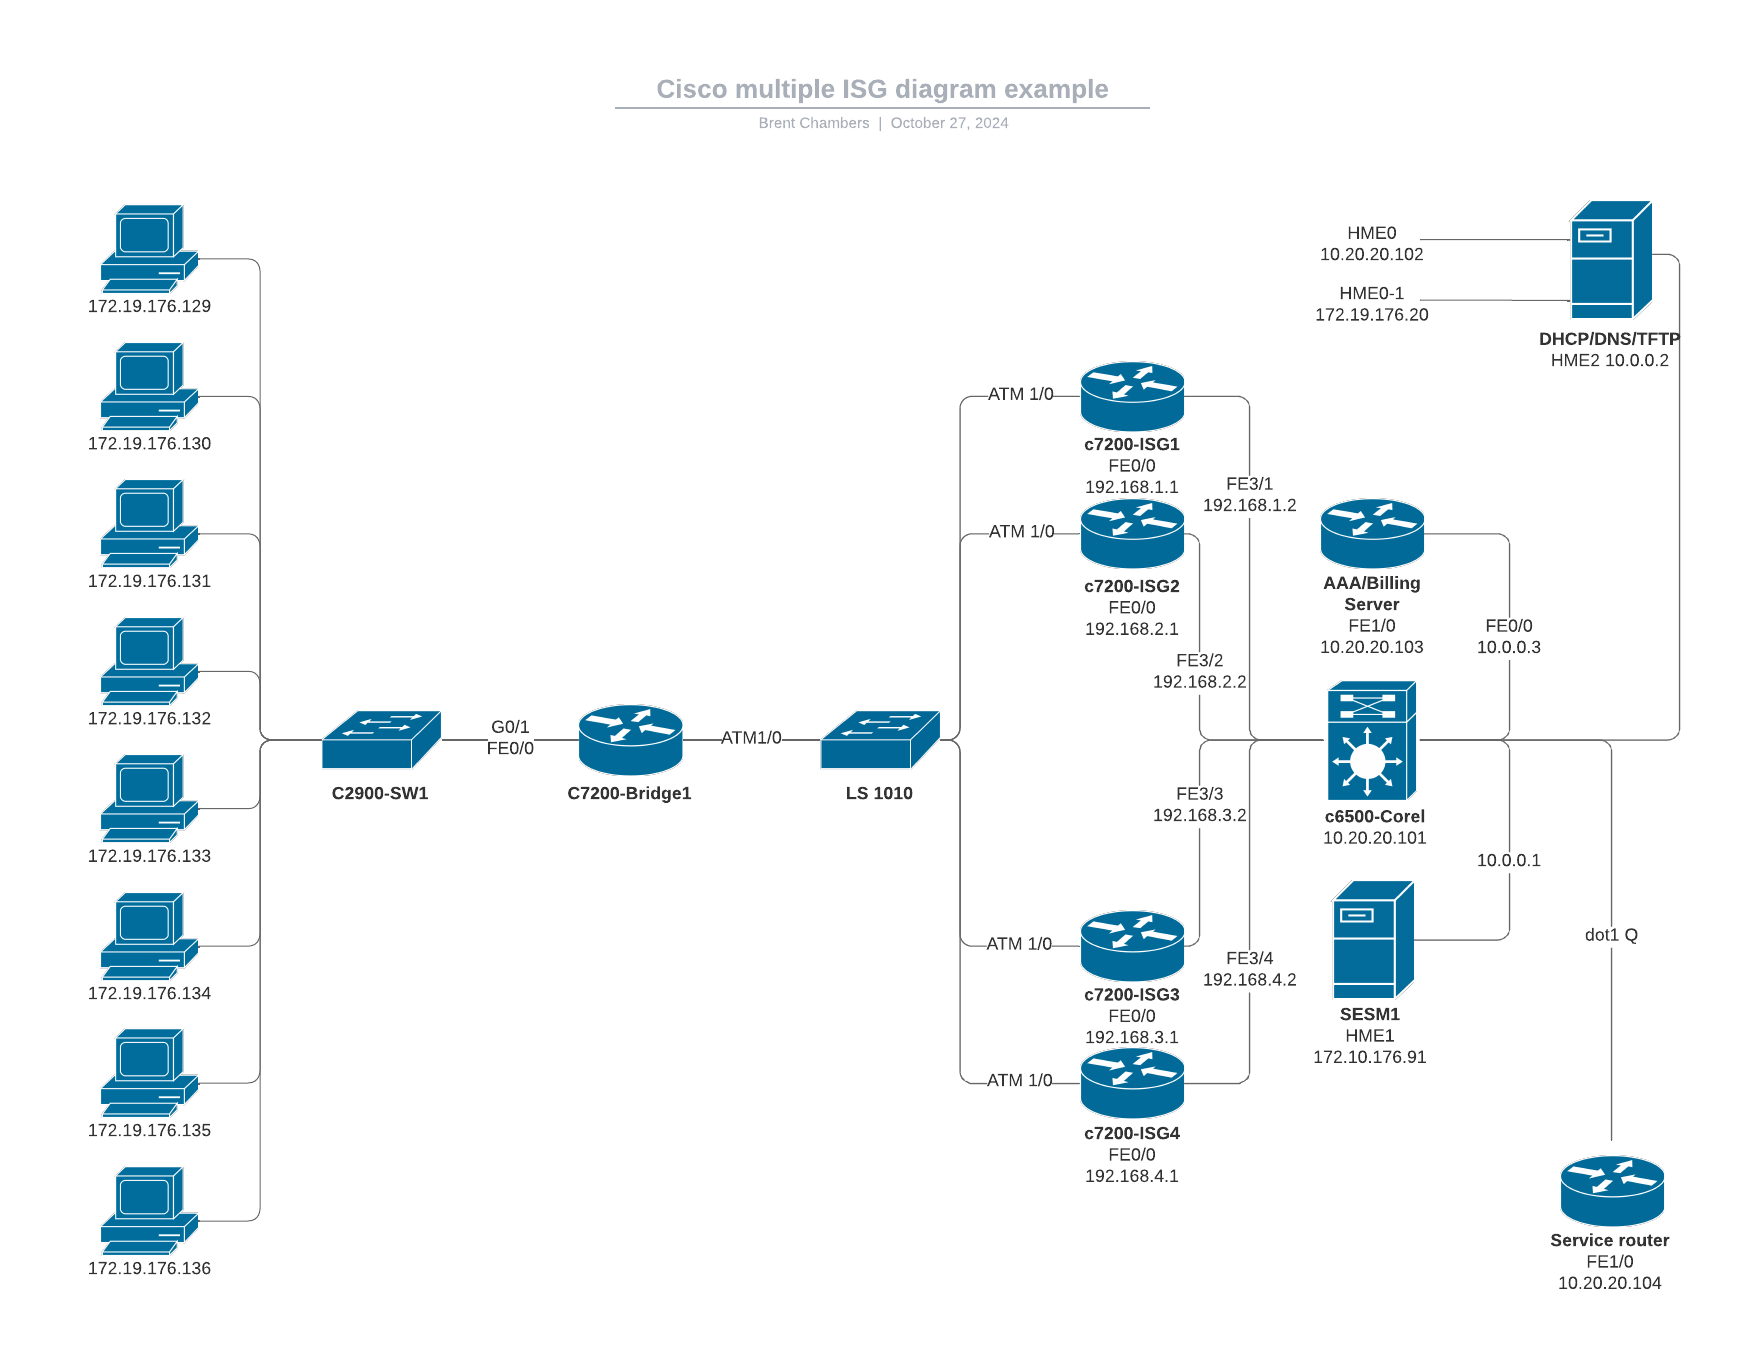 Cisco multiple ISG diagram example
Brent Chambers | October 27, 2024
172.19.176.129
172.19.176.130
172.19.176.131
172.19.176.132
172.19.176.133
172.19.176.134
172.19.176.135
172.19.176.136
C2900-SW1
G0/1
FE0/0
C7200-Bridge1
ATM1/0
LS 1010
ATM 1/0
ATM 1/0
ATM 1/0
ATM 1/0
c7200-ISG1
FE0/0
192.168.1.1
c7200-ISG2
FE0/0
192.168.2.1
c7200-ISG3
FE0/0
192.168.3.1
c7200-ISG4
FE0/0
192.168.4.1
FE3/1
192.168.1.2
FE3/2
192.168.2.2
FE3/3
192.168.3.2
FE3/4
192.168.4.2
HME0
10.20.20.102
HME0-1
172.19.176.20
DHCP/DNS/TFTP
HME2 10.0.0.2
AAA/Billing
Server
FE1/0
10.20.20.103
FE0/0
10.0.0.3
c6500-Corel
10.20.20.101
10.0.0.1
SESM1
HME1
172.10.176.91
dot1 Q
Service router
FE1/0
10.20.20.104